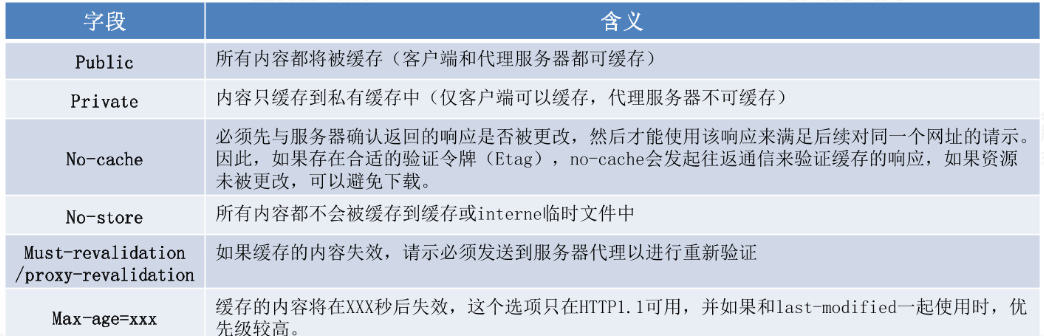 字段 含义
Public 所有内容都将被缓存（客户端和代理服务器都可缓存）
Private 内容只缓存到私有缓存中（仅客户端可以缓存，代理服务器不可缓存）
No-cache 必须先与服务器确认返回的响应是否被更改，然后才能使用该响应来满足后续对同一个网址的请示。
因此，如果存在合适的验证令牌（Etag），no-cache会发起往返通信来验证缓存的响应，如果资源
未被更改，可以避免下载。
No-store 所有内容都不会被缓存到缓存或interne临时文件中
Must-revalidation
/proxy-revalidation
如果缓存的内容失效，请示必须发送到服务器代理以进行重新验证
Max-age=xxx 缓存的内容将在XXX秒后失效，这个选项只在HTTP1.1可用，并如果和last-modified一起使用时，优
先级较高。